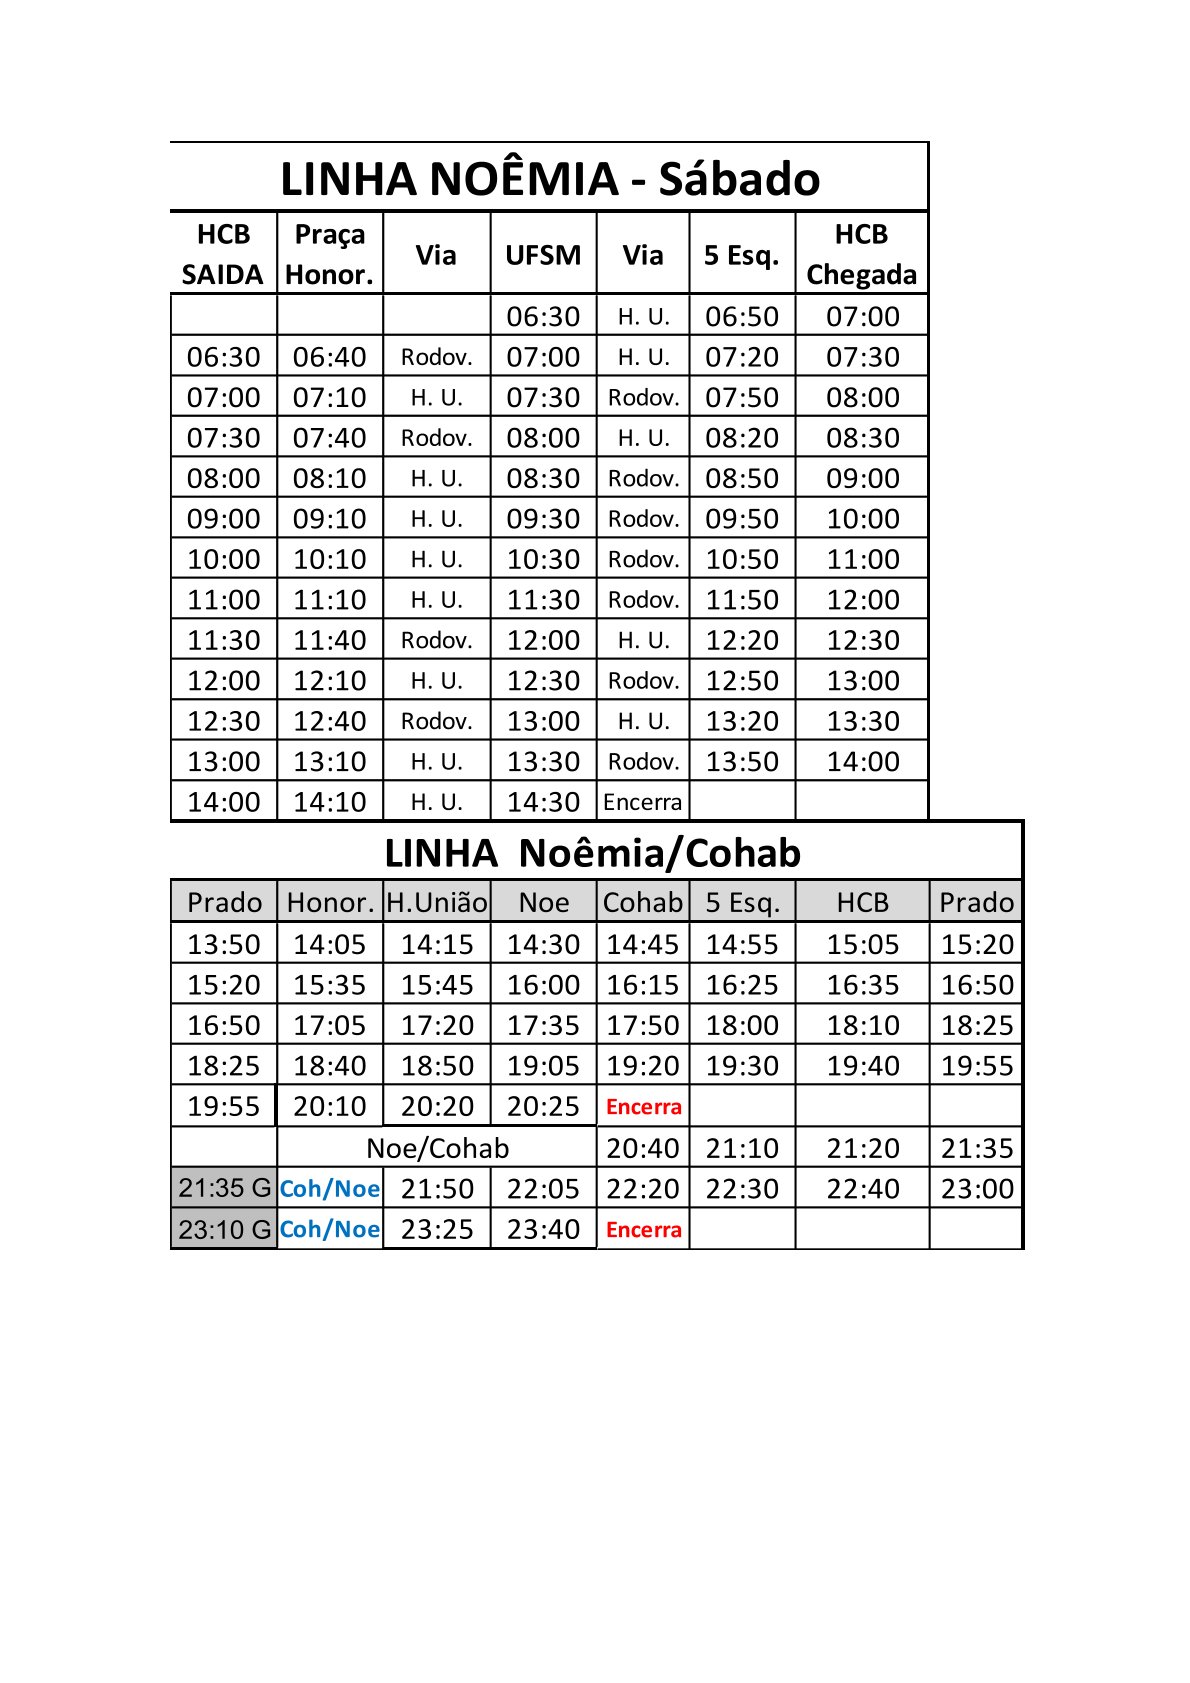 LINHA NOÊMIA - Sábado
HCB SAIDA Praça Honor. Via UFSM Via 5 Esq. HCB Chegada
06:30 H. U. 06:50 07:00
06:30 06:40 Rodov. 07:00 H. U. 07:20 07:30
07:00 07:10 H. U. 07:30 Rodov. 07:50 08:00
07:30 07:40 Rodov. 08:00 H. U. 08:20 08:30
08:00 08:10 H. U. 08:30 Rodov. 08:50 09:00
09:00 09:10 H. U. 09:30 Rodov. 09:50 10:00
10:00 10:10 H. U. 10:30 Rodov. 10:50 11:00
11:00 11:10 H. U. 11:30 Rodov. 11:50 12:00
11:30 11:40 Rodov. 12:00 H. U. 12:20 12:30
12:00 12:10 H. U. 12:30 Rodov. 12:50 13:00
12:30 12:40 Rodov. 13:00 H. U. 13:20 13:30
13:00 13:10 H. U. 13:30 Rodov. 13:50 14:00
14:00 14:10 H. U. 14:30 Encerra
LINHA Noêmia/Cohab
Prado Honor. H.União Noe Cohab 5 Esq. HCB Prado
13:50 14:05 14:15 14:30 14:45 14:55 15:05 15:20
15:20 15:35 15:45 16:00 16:15 16:25 16:35 16:50
16:50 17:05 17:20 17:35 17:50 18:00 18:10 18:25
18:25 18:40 18:50 19:05 19:20 19:30 19:40 19:55
19:55 20:10 20:20 20:25 Encerra
Noe/Cohab 20:40 21:10 21:20 21:35
21:35 G Coh/Noe 21:50 22:05 22:20 22:30 22:40 23:00
23:10 G Coh/Noe 23:25 23:40 Encerra